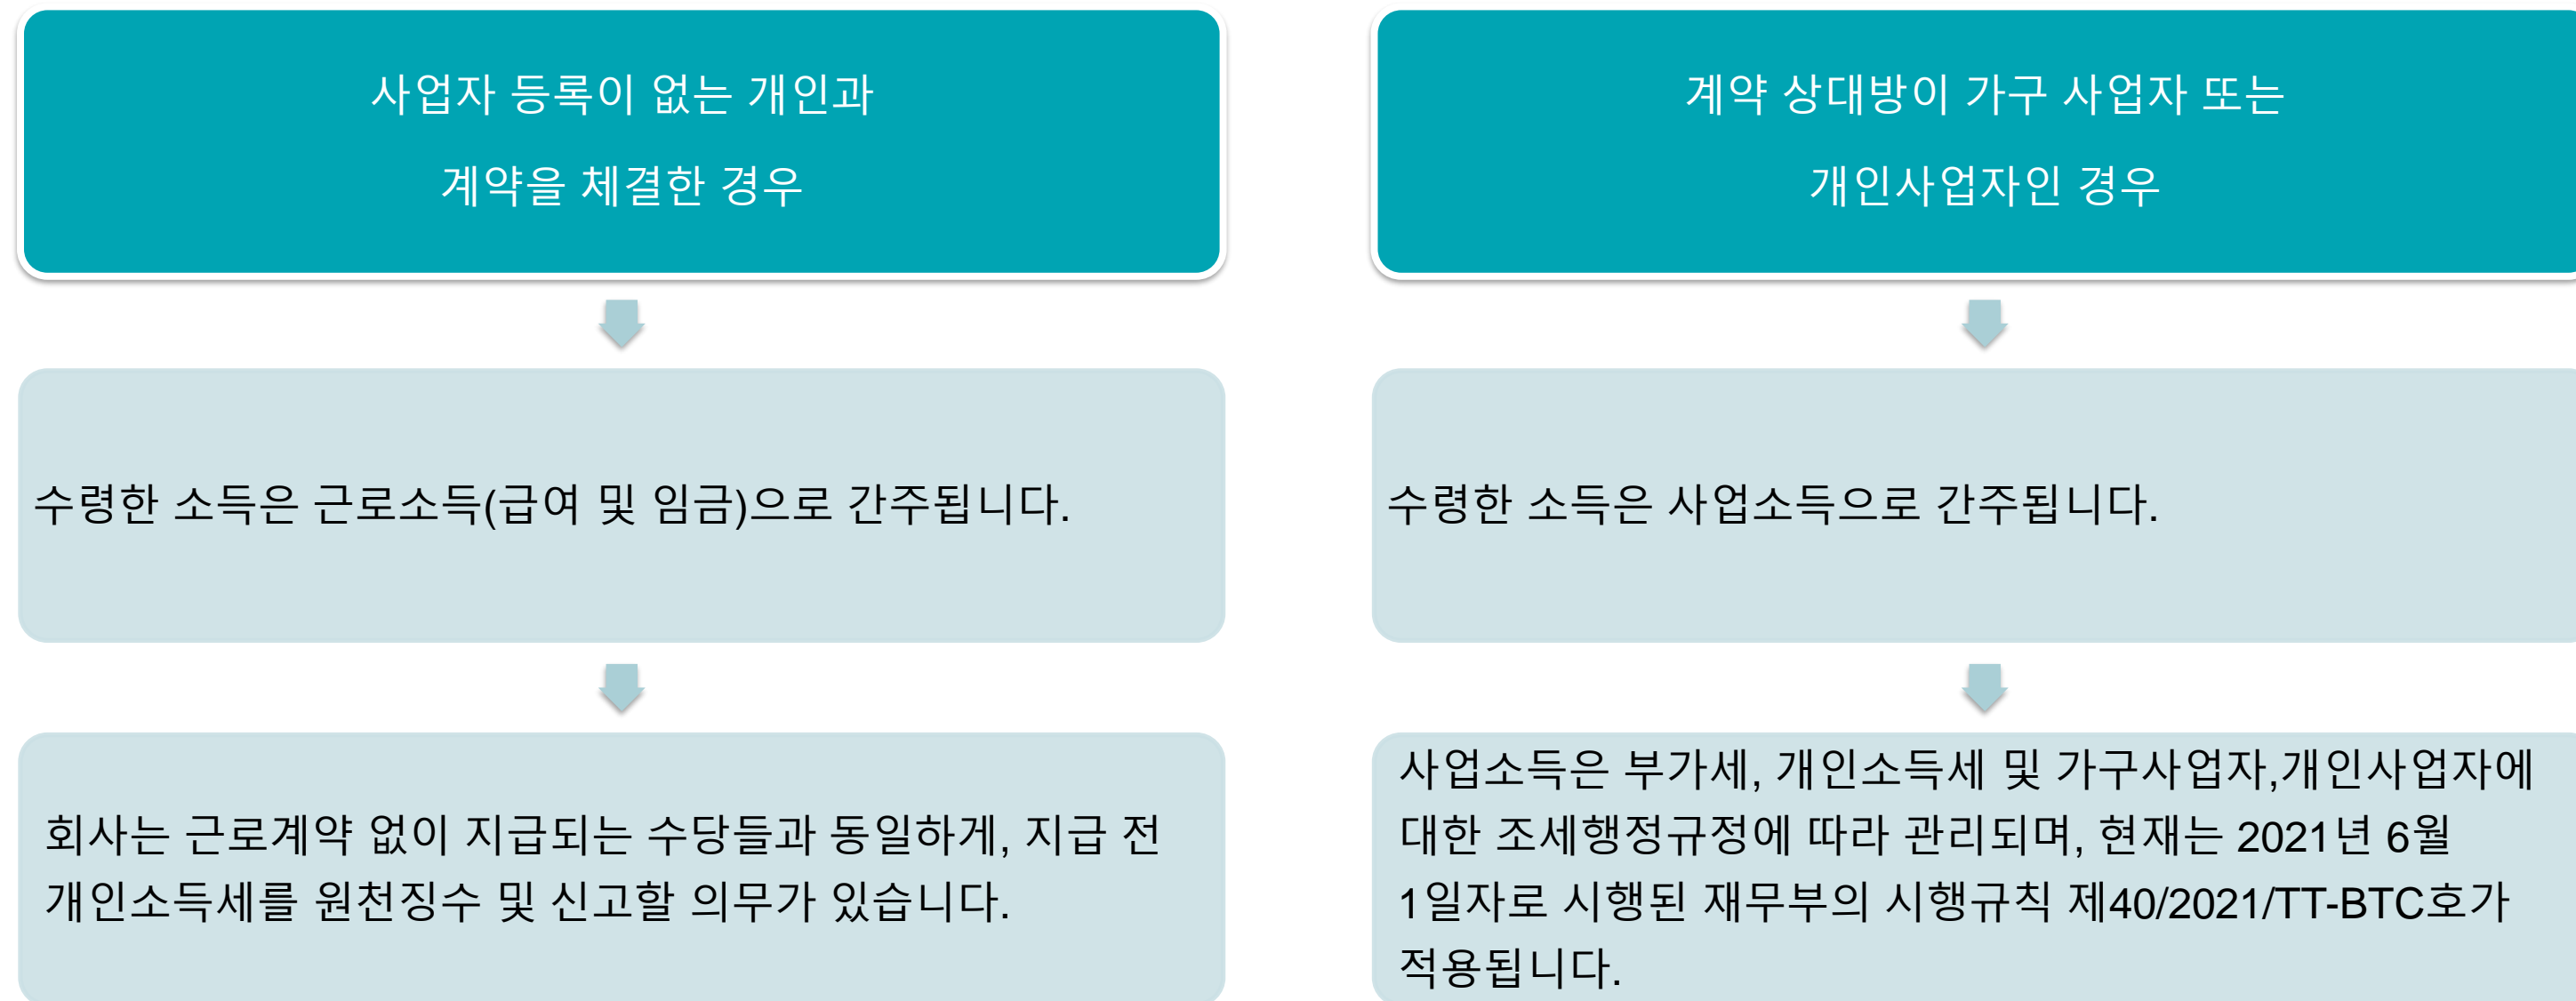 사업자 등록이 없는 개인과
계약을 체결한 경우
수령한 소득은 근로소득(급여 및 임금)으로 간주됩니다.
회사는 근로계약 없이 지급되는 수당들과 동일하게, 지급 전
개인소득세를 원천징수 및 신고할 의무가 있습니다.
계약 상대방이 가구 사업자 또는
개인사업자인 경우
수령한 소득은 사업소득으로 간주됩니다.
사업소득은 부가세, 개인소득세 및 가구사업자,개인사업자에
대한 조세행정규정에 따라 관리되며, 현재는 2021년 6월
1일자로 시행된 재무부의 시행규칙 제40/2021/TT-BTC호가
적용됩니다.